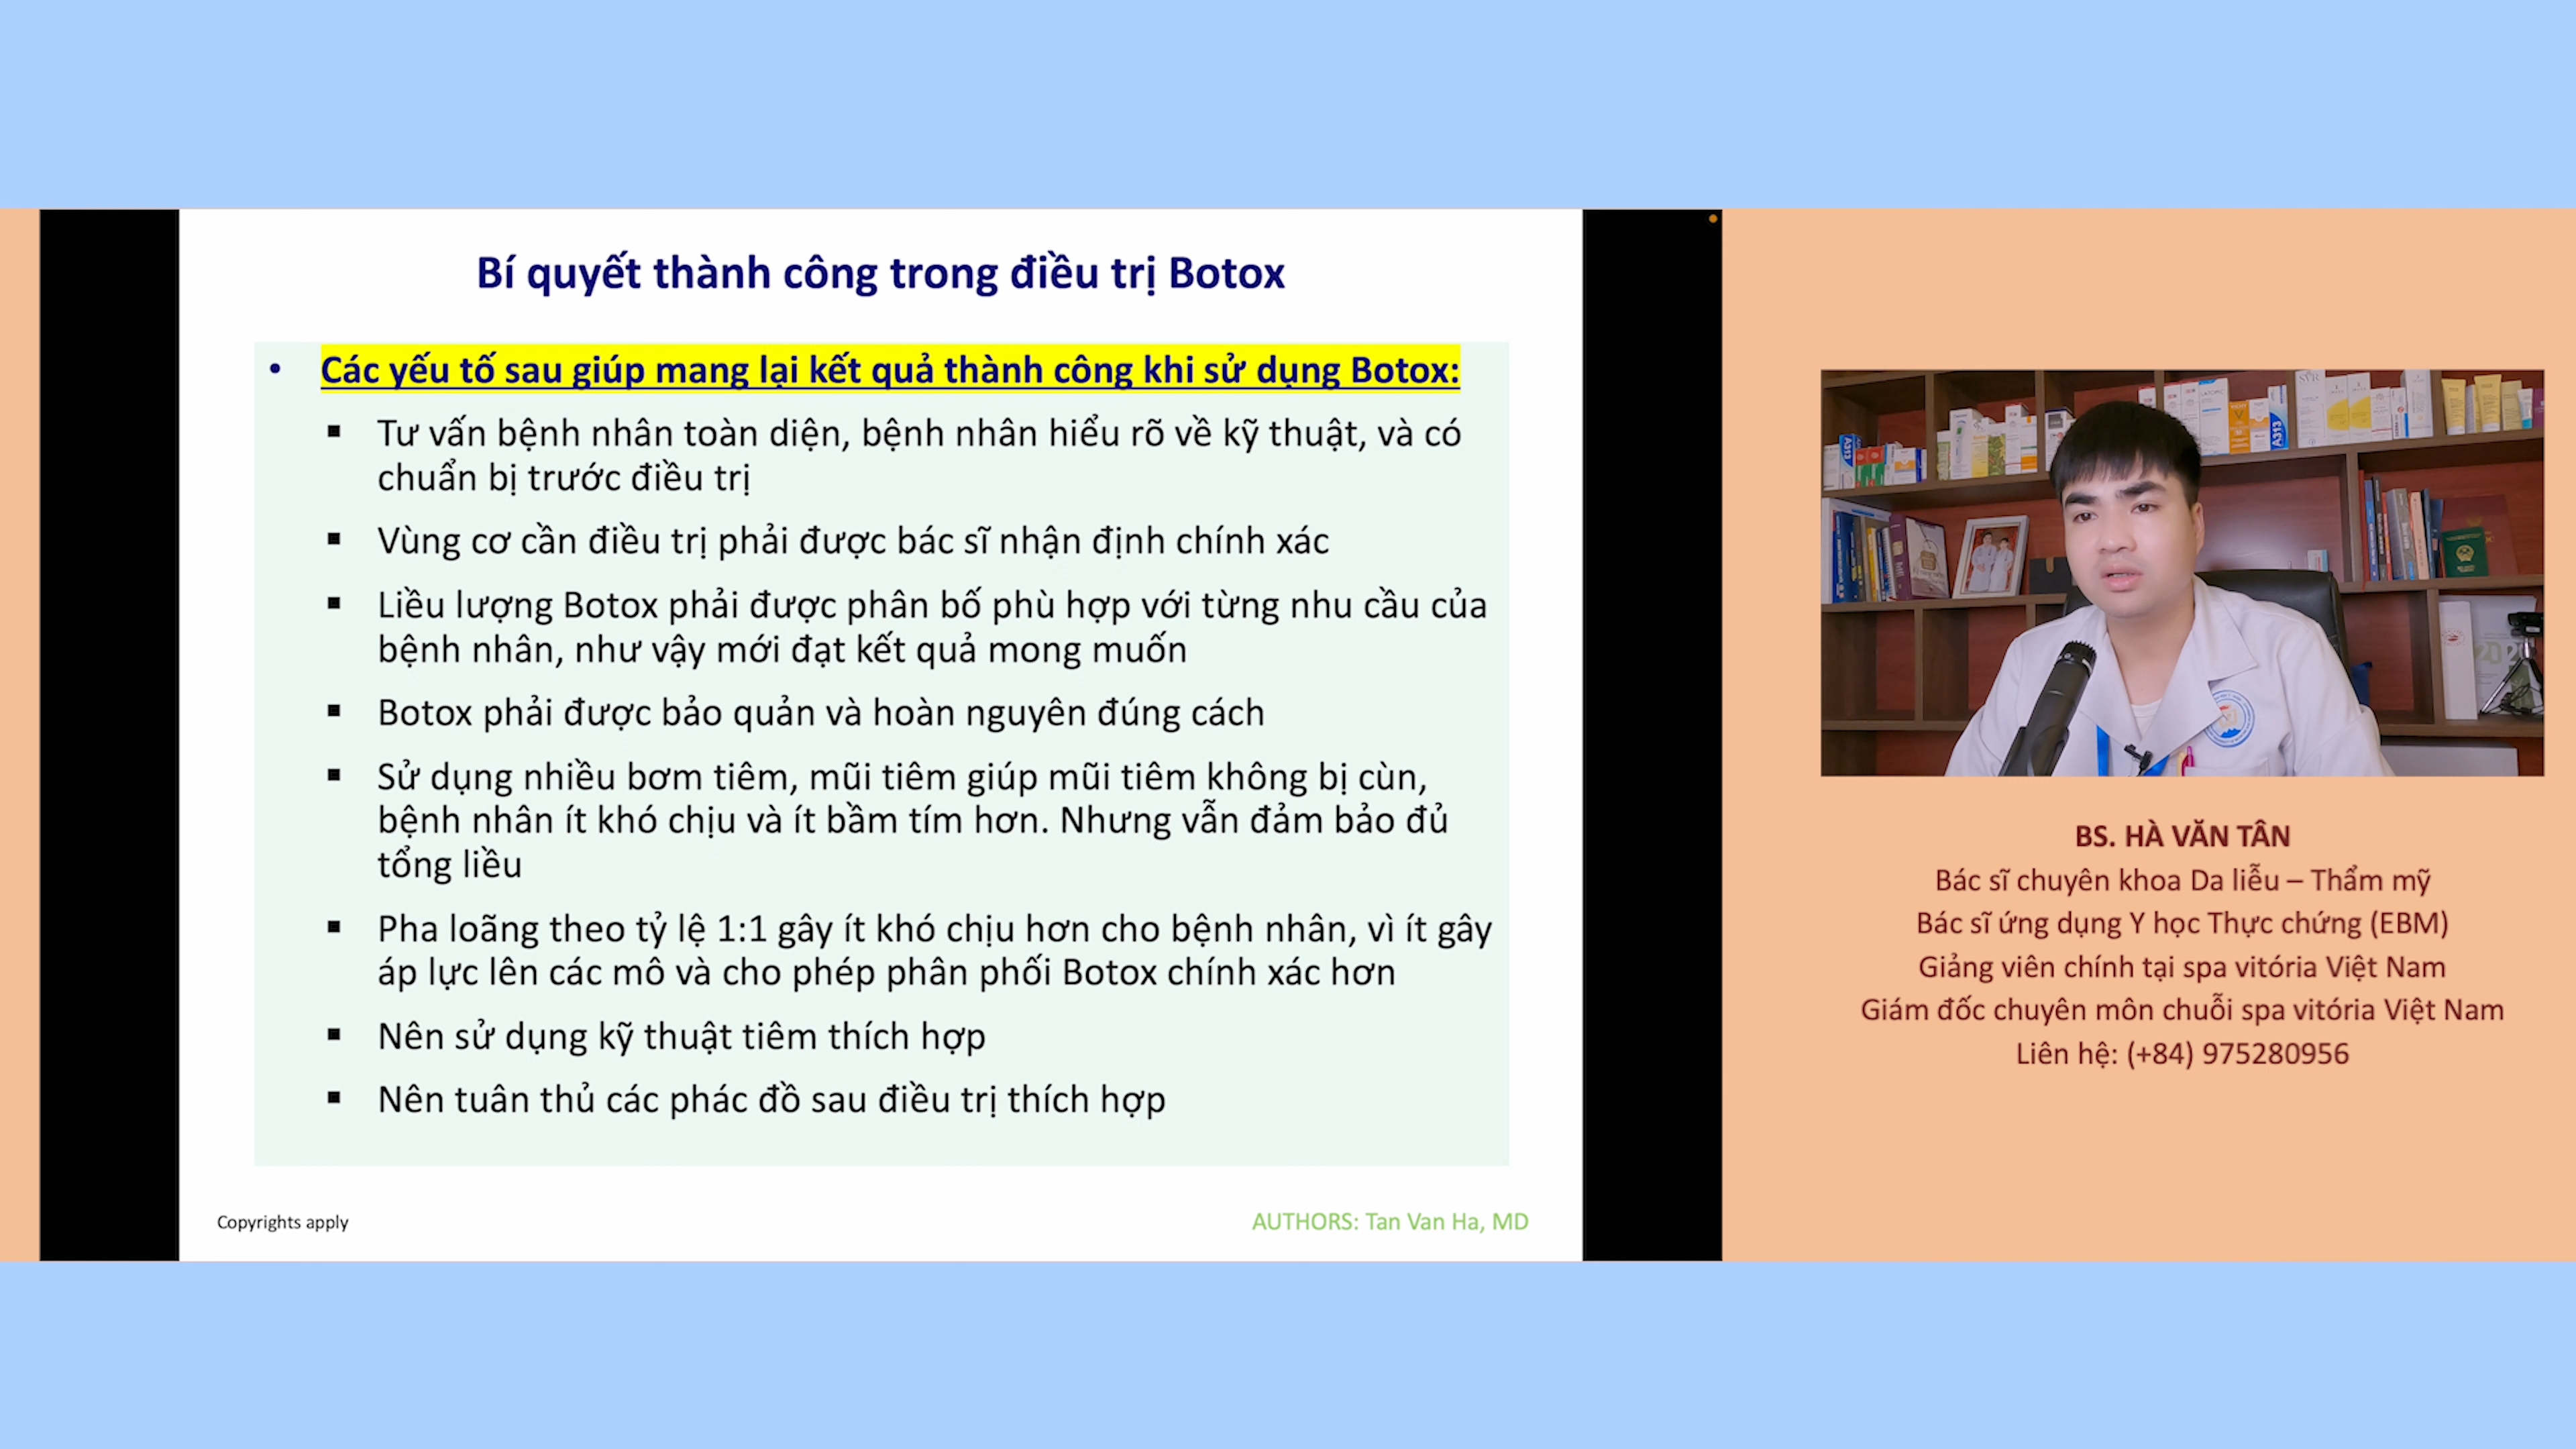 Bí quyết thành công trong điều trị Botox
• Các yếu tố sau giúp mang lại kết quả thành công khi sử dụng Botox:
▪ Tư vấn bệnh nhân toàn diện, bệnh nhân hiểu rõ về kỹ thuật, và có
chuẩn bị trước điều trị
▪ Vùng cơ cần điều trị phải được bác sĩ nhận định chính xác
▪ Liều lượng Botox phải được phân bố phù hợp với từng nhu cầu của
bệnh nhân, như vậy mới đạt kết quả mong muốn
▪ Botox phải được bảo quản và hoàn nguyên đúng cách
▪ Sử dụng nhiều bơm tiêm, mũi tiêm giúp mũi tiêm không bị cùn,
bệnh nhân ít khó chịu và ít bầm tím hơn. Nhưng vẫn đảm bảo đủ
tổng liều
▪ Pha loãng theo tỷ lệ 1:1 gây ít khó chịu hơn cho bệnh nhân, vì ít gây
áp lực lên các mô và cho phép phân phối Botox chính xác hơn
▪ Nên sử dụng kỹ thuật tiêm thích hợp
▪ Nên tuân thủ các phác đồ sau điều trị thích hợp
Copyrights apply
AUTHORS: Tan Van Ha, MD
A313
A313
BS. HÀ VĂN TÂN
Bác sĩ chuyên khoa Da liễu – Thẩm mỹ
Bác sĩ ứng dụng Y học Thực chứng (EBM)
Giảng viên chính tại spa vitória Việt Nam
Giám đốc chuyên môn chuỗi spa vitória Việt Nam
Liên hệ: (+84) 975280956